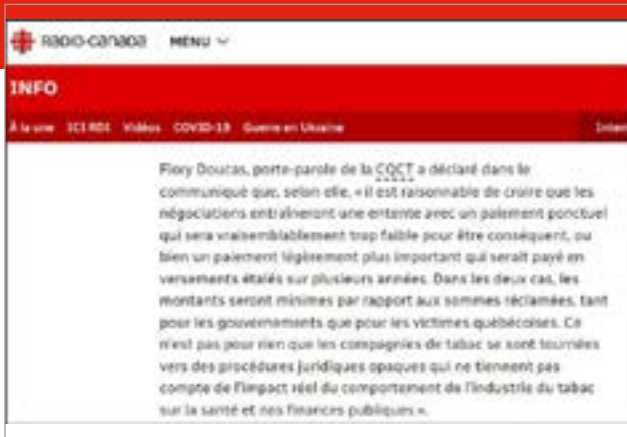 RADIO-CANADA MENU
INFO
À la une ICI RDI Vidéos COVID-19 Guerre en Ukraine
Flory Doucas, porte-parole de la CQCT a déclaré dans le
communiqué que, selon elle, « il est raisonnable de croire que les
négociations entraîneront une entente avec un paiement ponctuel
qui sera vraisemblablement trop faible pour être conséquent, ou
bien un paiement légèrement plus important qui serait payé en
versements étalés sur plusieurs années. Dans les deux cas, les
montants seront minimes par rapport aux sommes réclamées, tant
pour les gouvernements que pour les victimes québécoises. Ce
n'est pas pour rien que les compagnies de tabac se sont tournées
vers des procédures juridiques opaques qui ne tiennent pas
compte de l'impact réel du comportement de l'industrie du tabac
sur la santé et nos finances publiques ».